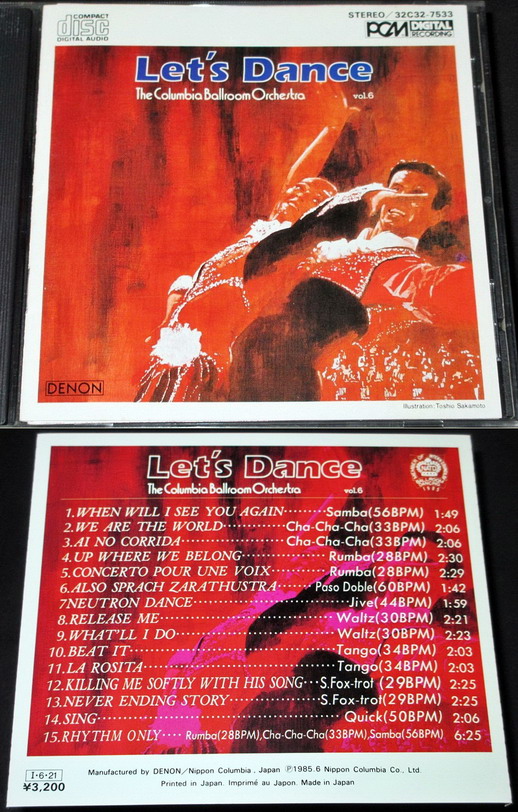 COMPACT
disc
DIGITAL AUDIO
STEREO/32C32-7533
PCM DIGITAL RECORDING
Let's Dance
The Columbia Ballroom Orchestra vol.6
DENON
Illustration: Toshio Sakamoto
Let's Dance
The Columbia Ballroom Orchestra vol.6
1.WHEN WILL I SEE YOU AGAIN········Samba(56BPM) 1:49
2.WE ARE THE WORLD········Cha-Cha-Cha(33BPM) 2:06
3.AI NO CORRIDA········Cha-Cha-Cha(33BPM) 2:06
4.UP WHERE WE BELONG········Rumba(28BPM) 2:30
5.CONCERTO POUR UNE VOIX········Rumba(28BPM) 2:29
6.ALSO SPRACH ZARATHUSTRA····Paso Doble(60BPM) 1:42
7NEUTRON DANCE········Jive(44BPM) 1:59
8.RELEASE ME········Waltz(30BPM) 2:21
9.WHAT'LL I DO········Waltz(30BPM) 2:23
10.BEAT IT········Tango(34BPM) 2:03
11.LA ROSITA········Tango(34BPM) 2:03
12.KILLING ME SOFTLY WITH HIS SONG···S.Fox-trot (29BPM) 2:25
13.NEVER ENDING STORY········S.Fox-trot(29BPM) 2:25
14.SING········Quick(50BPM) 2:06
15.RHYTHM ONLY····Rumba(28BPM),Cha-Cha-Cha(33BPM),Samba(56BPM) 6:25
I·6·21
¥3,200
Manufactured by DENON/Nippon Columbia, Japan Ⓟ1985.6 Nippon Columbia Co., Ltd.
Printed in Japan. Imprimé au Japon. Made in Japan.